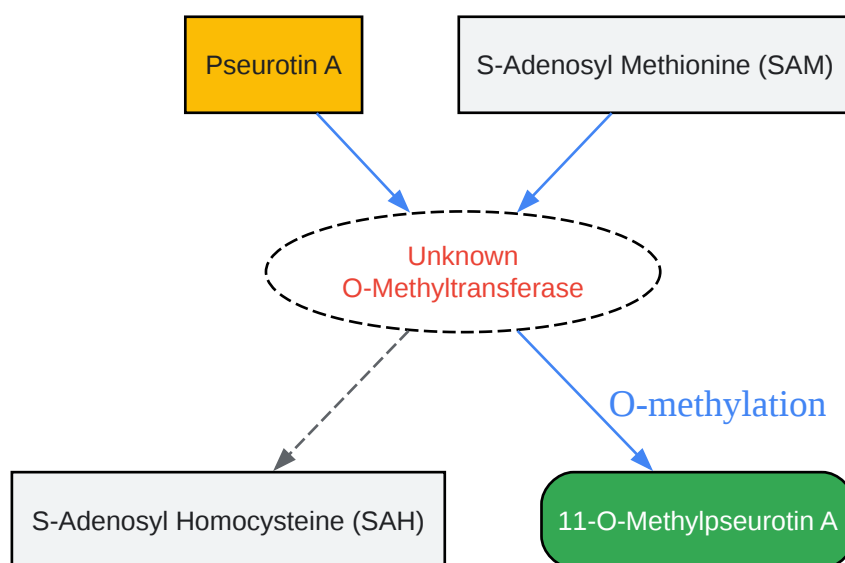 Pseurotin A
S-Adenosyl Methionine (SAM)
Unknown
O-Methyltransferase
O-methylation
S-Adenosyl Homocysteine (SAH)
11-O-Methylpseurotin A